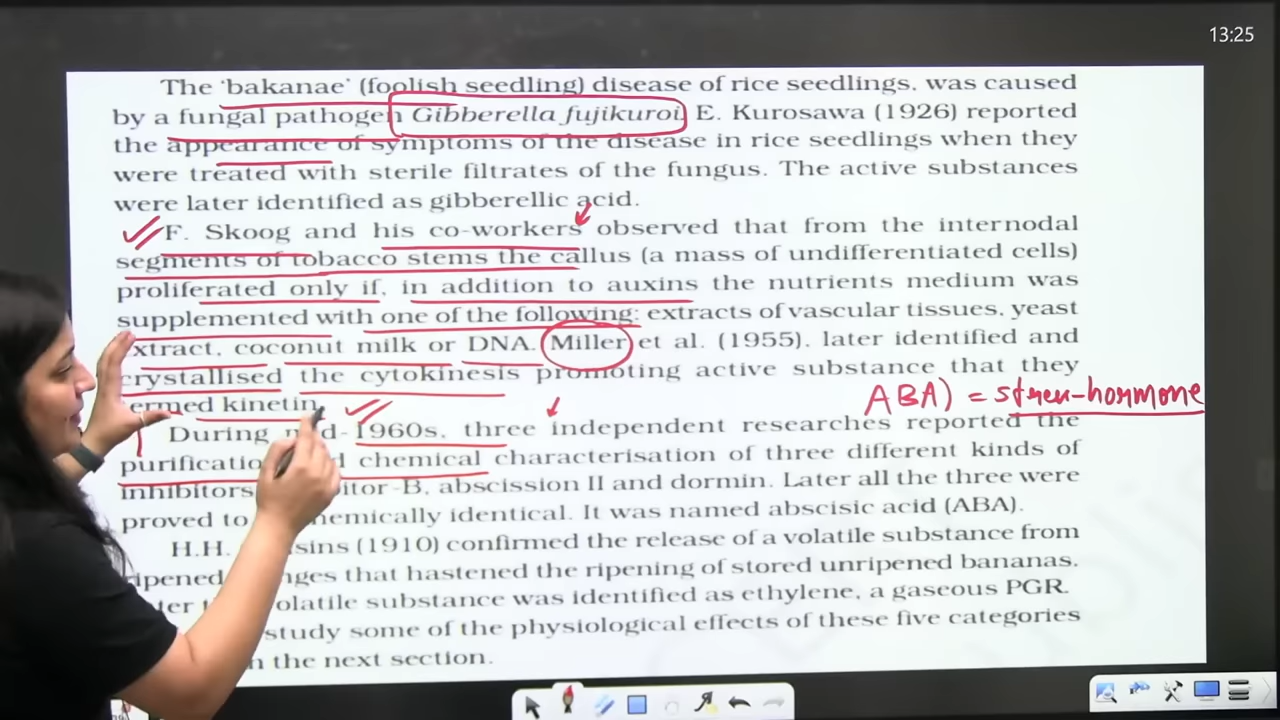 13:25
The 'bakanae' (foolish seedling) disease of rice seedlings, was caused
by a fungal pathogen Gibberella fujikuroi. E. Kurosawa (1926) reported
the appearance of symptoms of the disease in rice seedlings when they
were treated with sterile filtrates of the fungus. The active substances
were later identified as gibberellic acid.
F. Skoog and his co-workers observed that from the internodal
segments of tobacco stems the callus (a mass of undifferentiated cells)
proliferated only if, in addition to auxins the nutrients medium was
supplemented with one of the following: extracts of vascular tissues, yeast
xtract, coconut milk or DNA. Miller et al. (1955), later identified and
crystallised the cytokinesis promoting active substance that they
ermed kinetin.
ABA) = stress-hormone
During m d-1960s, three independent researches reported the
purificatio d chemical characterisation of three different kinds of
inhibitors itor-B, abscission II and dormin. Later all the three were
proved to hemically identical. It was named abscisic acid (ABA).
H.H. sins (1910) confirmed the release of a volatile substance from
ipened nges that hastened the ripening of stored unripened bananas.
ter t olatile substance was identified as ethylene, a gaseous PGR.
study some of the physiological effects of these five categories
n the next section.